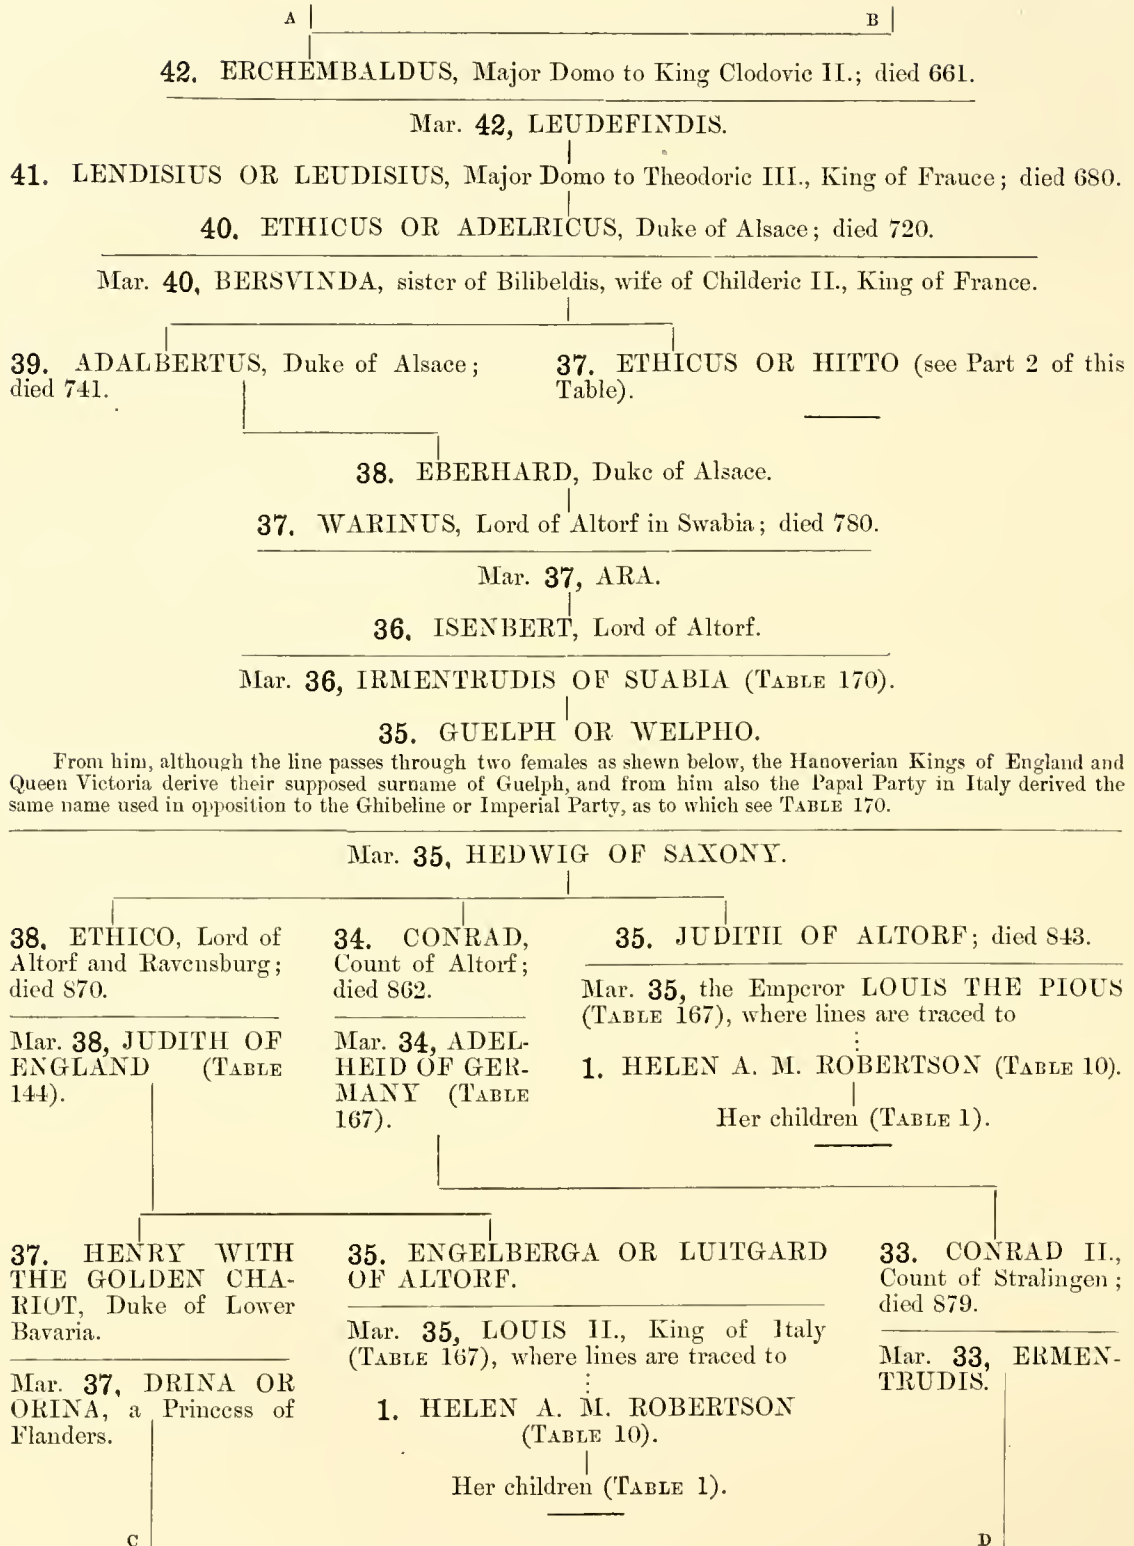 A B
42. ERCHEMBALDUS, Major Domo to King Clodovic II.; died 661.
Mar. 42, LEUDEFINDIS.
41. LENDISIUS OR LEUDISIUS, Major Domo to Theodoric III., King of Frauce; died 680.
40. ETHICUS OR ADELRICUS, Duke of Alsace; died 720.
Mar. 40, BERSVINDA, sister of Bilibeldis, wife of Childeric II., King of France.
39. ADALBERTUS, Duke of Alsace;
died 741.
37. ETHICUS OR HITTO (see Part 2 of this
Table).
38. EBERHARD, Duke of Alsace.
37. WARINUS, Lord of Altorf in Swabia; died 780.
Mar. 37, ARA.
36. ISENBERT, Lord of Altorf.
Mar. 36, IRMENTRUDIS OF SUABIA (TABLE 170).
35. GUELPH OR WELPHO.
From him, although the line passes through two females as shewn below, the Hanoverian Kings of England and
Queen Victoria derive their supposed surname of Guelph, and from him also the Papal Party in Italy derived the
same name used in opposition to the Ghibeline or Imperial Party, as to which see TABLE 170.
Mar. 35, HEDWIG OF SAXONY.
38. ETHICO, Lord of
Altorf and Ravensburg;
died 870.
Mar. 38, JUDITH OF
ENGLAND (TABLE
144).
34. CONRAD,
Count of Altorf;
died 862.
Mar. 34, ADEL-
HEID OF GER-
MANY (TABLE
167).
35. JUDITH OF ALTORF; died 843.
Mar. 35, the Emperor LOUIS THE PIOUS
(TABLE 167), where lines are traced to
1. HELEN A. M. ROBERTSON (TABLE 10).
Her children (TABLE 1).
37. HENRY WITH
THE GOLDEN CHA-
RIOT, Duke of Lower
Bavaria.
Mar. 37, DRINA OR
ORINA, a Princess of
Flanders.
35. ENGELBERGA OR LUITGARD
OF ALTORF.
Mar. 35, LOUIS II., King of Italy
(TABLE 167), where lines are traced to
1. HELEN A. M. ROBERTSON
(TABLE 10).
Her children (TABLE 1).
33. CONRAD II.,
Count of Stralingen;
died 879.
Mar. 33, ERMEN-
TRUDIS.
C D